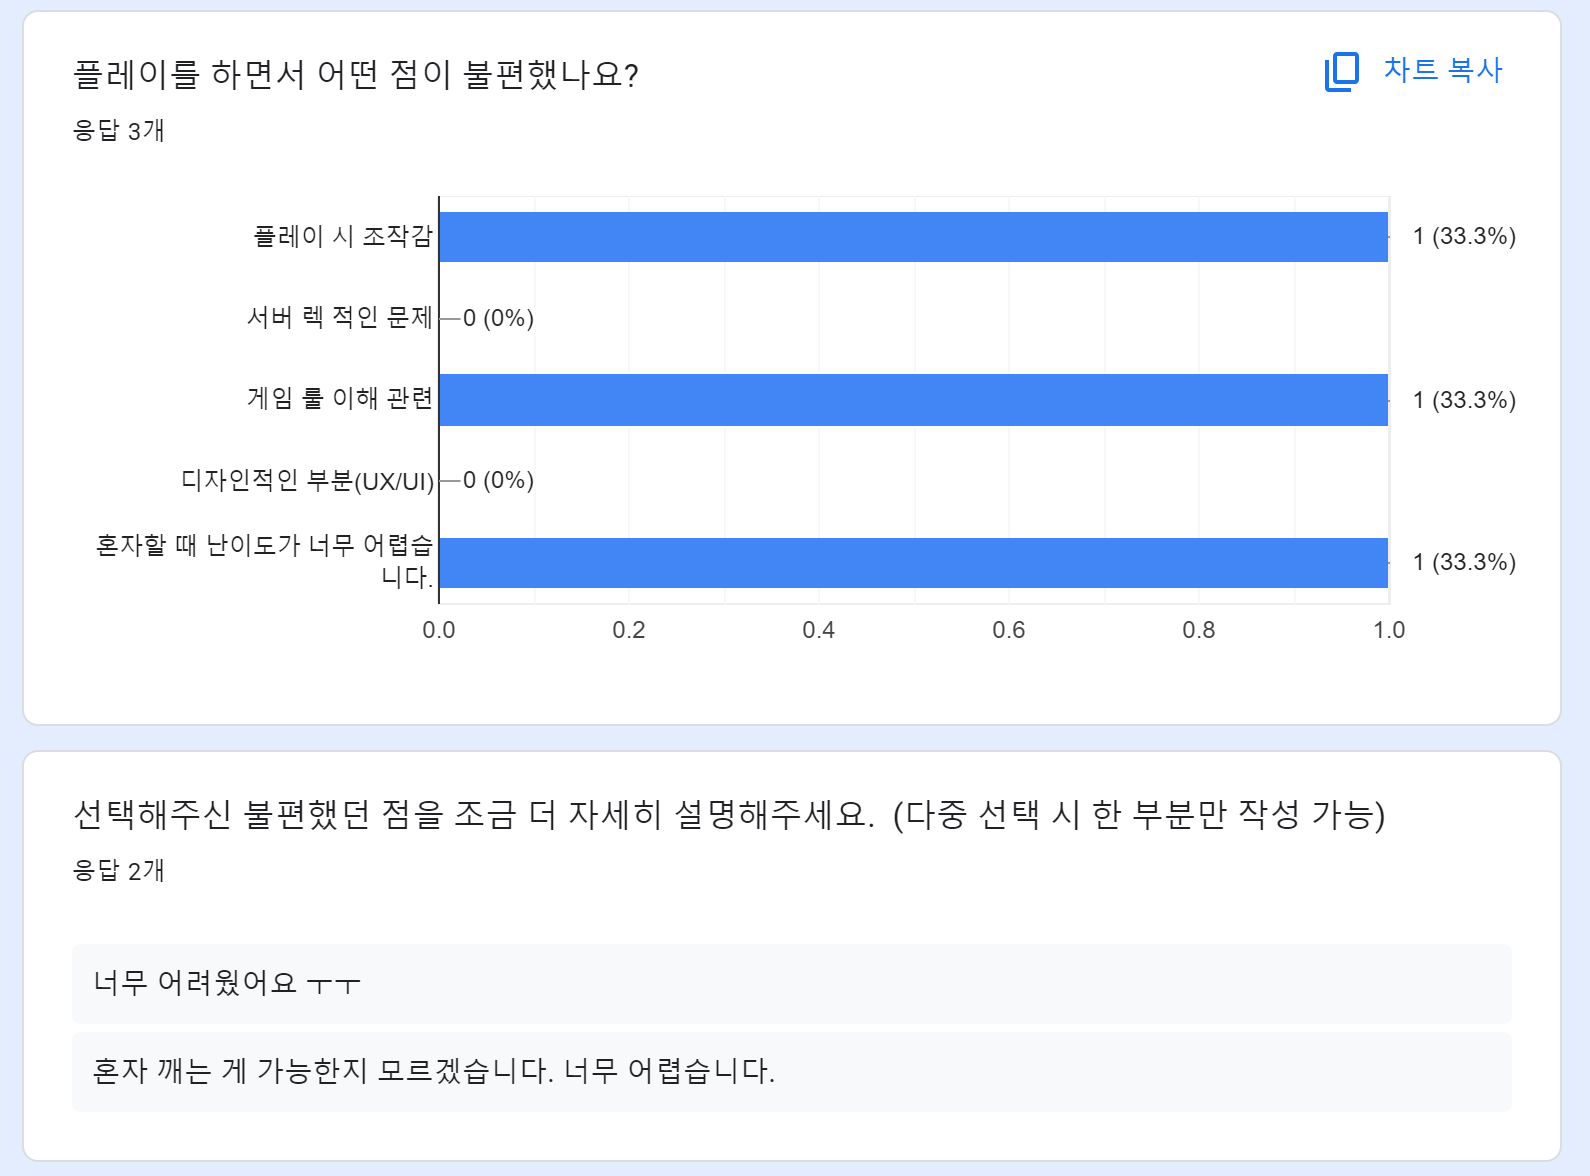 플레이를 하면서 어떤 점이 불편했나요?
차트 복사
응답 3개
플레이 시 조작감
1 (33.3%)
서버 렉 적인 문제
0 (0%)
게임 룰 이해 관련
1 (33.3%)
디자인적인 부분(UX/UI)
0 (0%)
혼자할 때 난이도가 너무 어렵습
니다.
1 (33.3%)
0.0 0.2 0.4 0.6 0.8 1.0
선택해주신 불편했던 점을 조금 더 자세히 설명해주세요. (다중 선택 시 한 부분만 작성 가능)
응답 2개
너무 어려웠어요 ㅜㅜ
혼자 깨는 게 가능한지 모르겠습니다. 너무 어렵습니다.